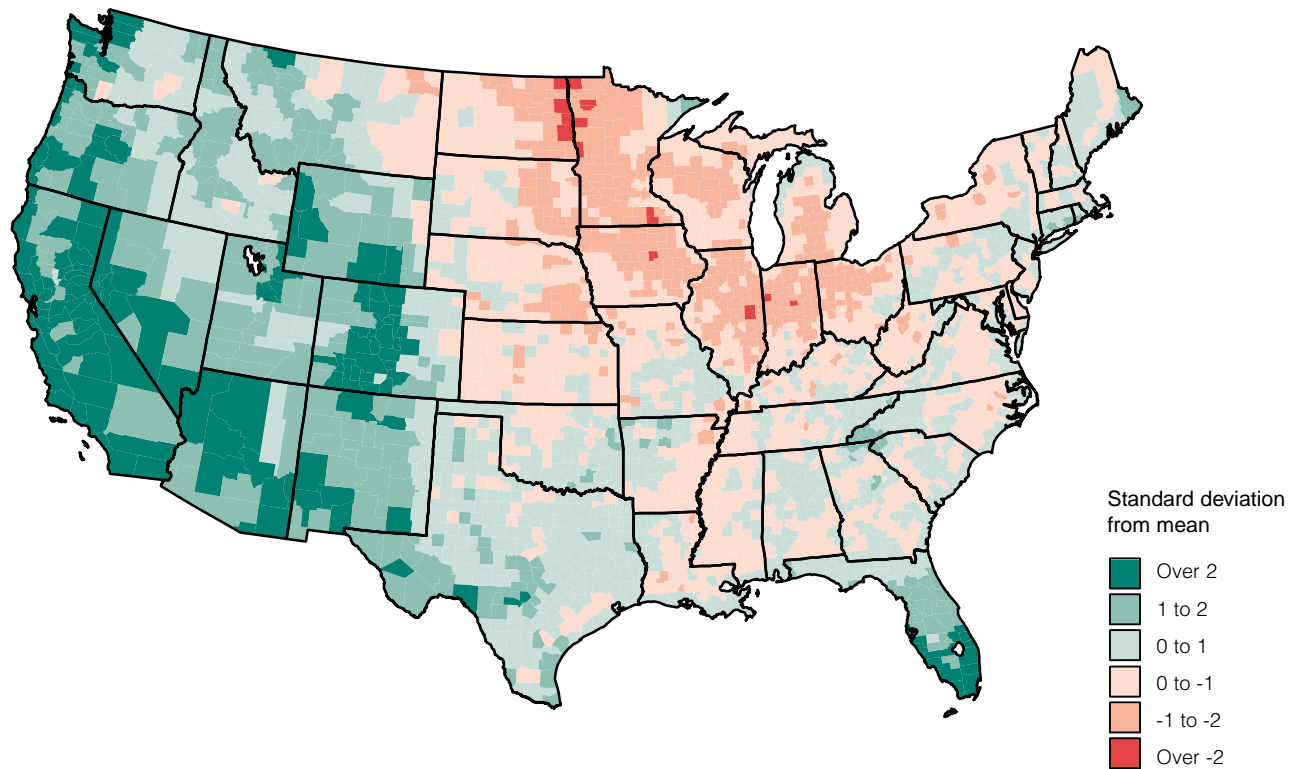 Standard deviation
from mean
Over 2
1 to 2
0 to 1
0 to -1
-1 to -2
Over -2